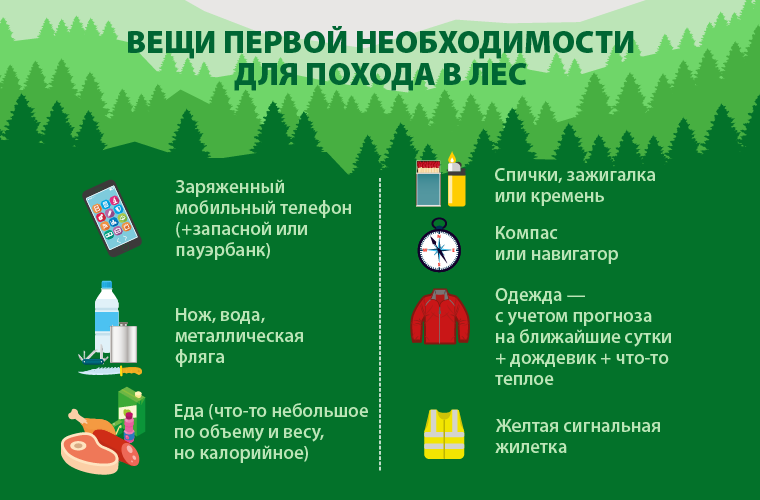 ВЕЩИ ПЕРВОЙ НЕОБХОДИМОСТИ
ДЛЯ ПОХОДА В ЛЕС
Заряженный
мобильный телефон
(+запасной или
пауэрбанк)
Нож, вода,
металлическая
фляга
Еда (что-то небольшое
по объему и весу,
но калорийное)
Спички, зажигалка
или кремень
Компас
или навигатор
Одежда —
с учетом прогноза
на ближайшие сутки
+ дождевик + что-то
теплое
Желтая сигнальная
жилетка